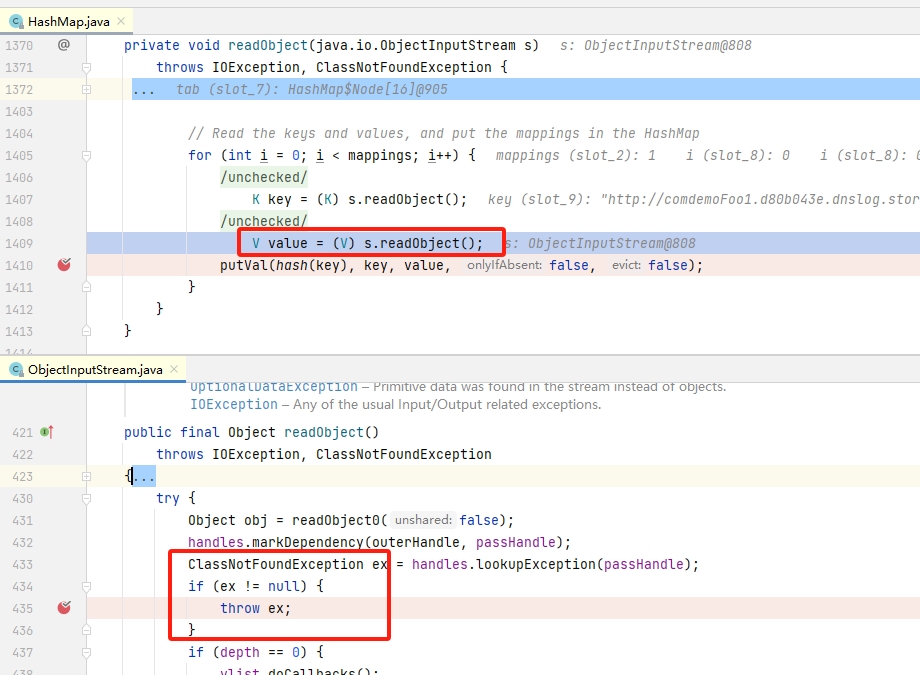 HashMap.java
1370 @ private void readObject(java.io.ObjectInputStream s) s: ObjectInputStream@808
1371 throws IOException, ClassNotFoundException {
1372 ... tab (slot_7): HashMap$Node[16]@905
1403
1404 // Read the keys and values, and put the mappings in the HashMap
1405 for (int i = 0; i < mappings; i++) { mappings (slot_2): 1 i (slot_8): 0 i (slot_8): 0
1406 /unchecked/
1407 K key = (K) s.readObject(); key (slot_9): "http://comdemoFoo1.d80b043e.dnslog.stor
1408 /unchecked/
1409 V value = (V) s.readObject(); s: ObjectInputStream@808
1410 putVal(hash(key), key, value, onlyIfAbsent: false, evict: false);
1411 }
1412 }
1413 }
1414
ObjectInputStream.java
OptionalDataException – Primitive data was found in the stream instead of objects.
IOException – Any of the usual Input/Output related exceptions.
421 public final Object readObject()
422 throws IOException, ClassNotFoundException
423 {...
430 try {
431 Object obj = readObject0( unshared: false);
432 handles.markDependency(outerHandle, passHandle);
433 ClassNotFoundException ex = handles.lookupException(passHandle);
434 if (ex != null) {
435 throw ex;
436 }
437 if (depth == 0) {
438 vlist.doCallbacks();